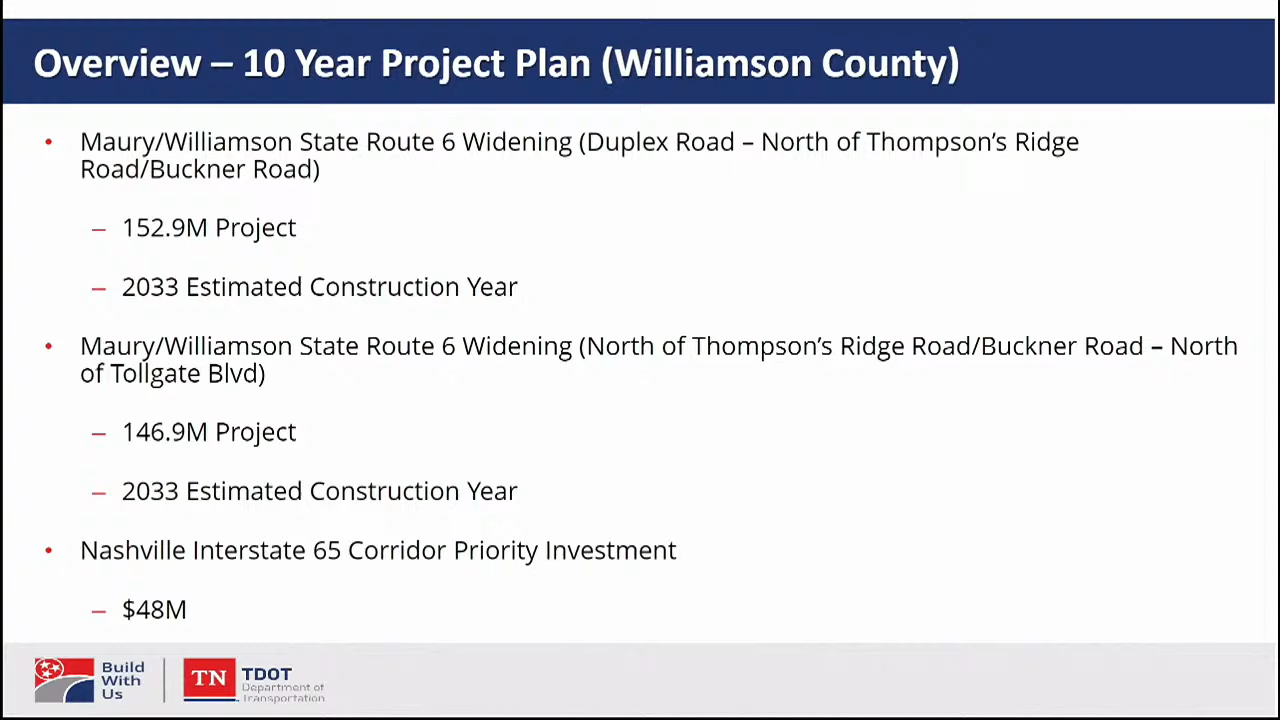 Overview – 10 Year Project Plan (Williamson County)
• Maury/Williamson State Route 6 Widening (Duplex Road – North of Thompson’s Ridge
Road/Buckner Road)
– 152.9M Project
– 2033 Estimated Construction Year
• Maury/Williamson State Route 6 Widening (North of Thompson’s Ridge Road/Buckner Road – North
of Tollgate Blvd)
– 146.9M Project
– 2033 Estimated Construction Year
• Nashville Interstate 65 Corridor Priority Investment
– $48M
Build
With
Us
TN
TDOT
Department of
Transportation